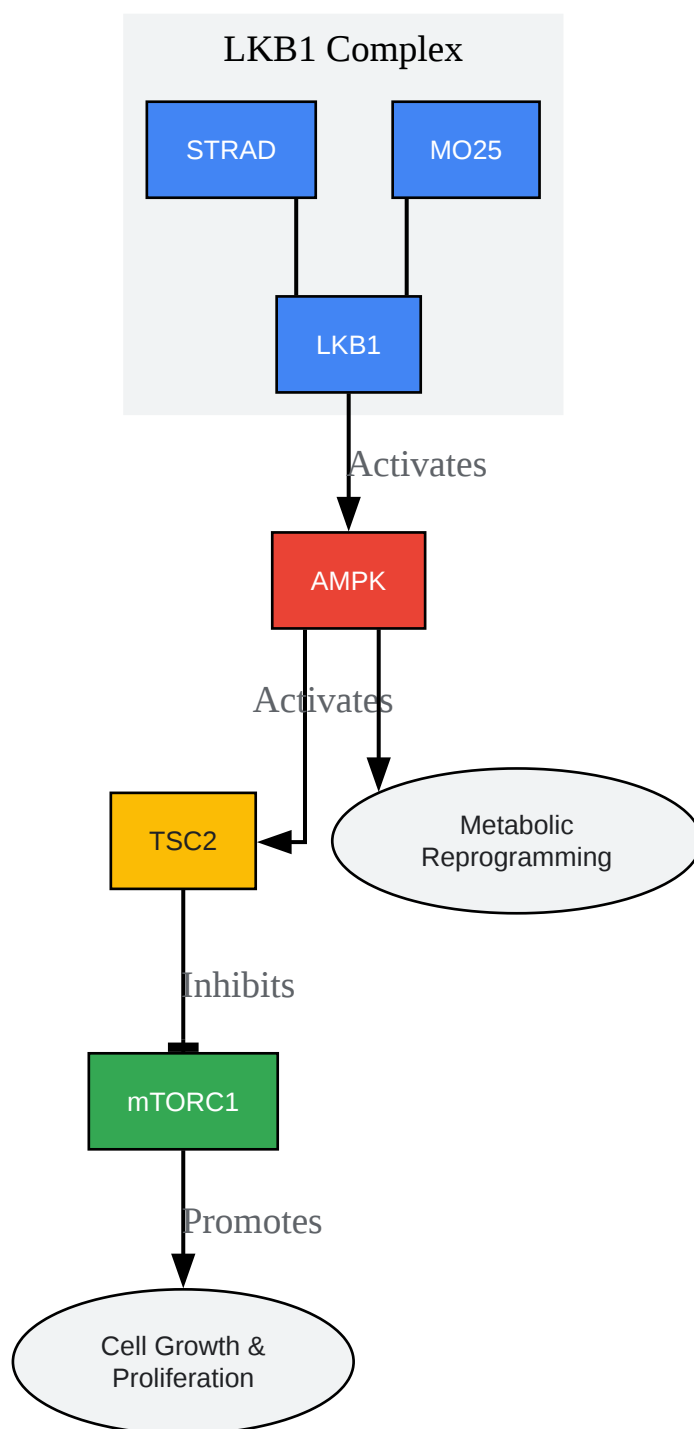 LKB1 Complex
STRAD
MO25
LKB1
Activates
AMPK
Activates
Metabolic
Reprogramming
TSC2
Inhibits
mTORC1
Promotes
Cell Growth &
Proliferation